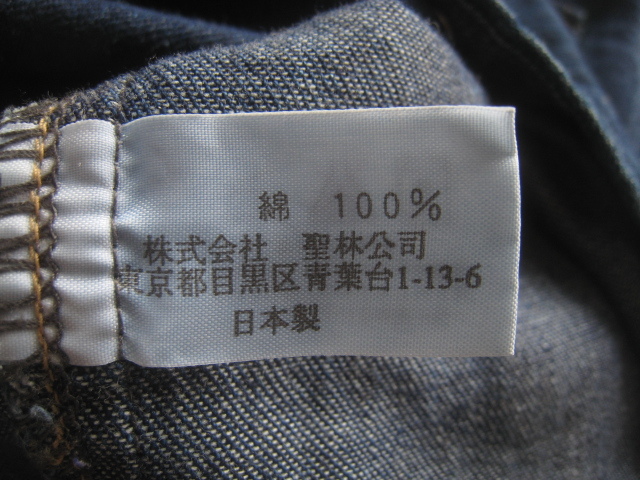 綿 100%
株式会社 聖林公司
東京都目黒区青葉台1-13-6
日本製